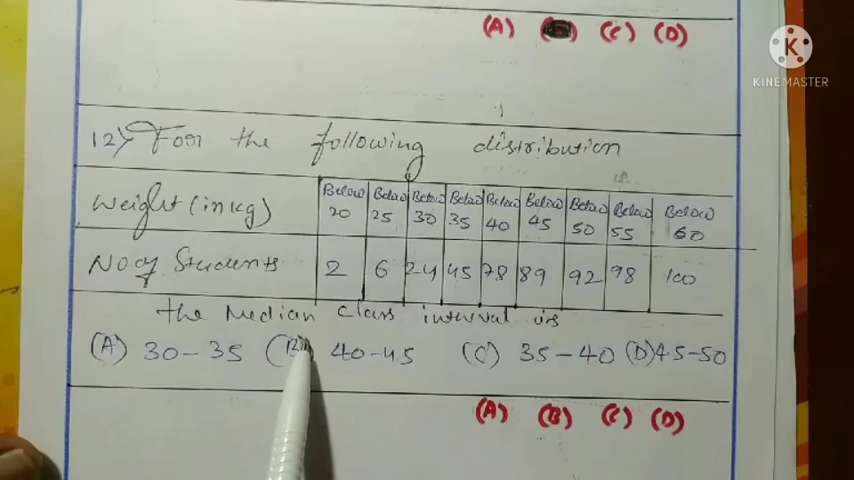 (A) (C) (D)
K
KINEMASTER
12) For the following distribution
Weight (in kg) Below 20 Below 25 Below 30 Below 35 Below 40 Below 45 Below 50 Below 55 Below 60
No of Students 2 6 24 45 78 89 92 98 100
the Median class interval is
(A) 30-35 (B) 40-45 (C) 35-40 (D) 45-50
(A) (B) (C) (D)